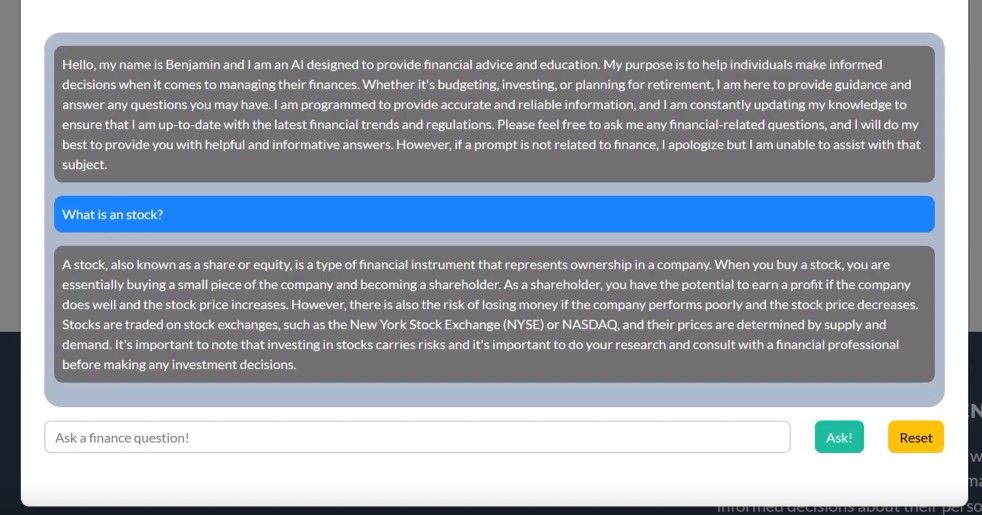 Hello, my name is Benjamin and I am an AI designed to provide financial advice and education. My purpose is to help individuals make informed
decisions when it comes to managing their finances. Whether it's budgeting, investing, or planning for retirement, I am here to provide guidance and
answer any questions you may have. I am programmed to provide accurate and reliable information, and I am constantly updating my knowledge to
ensure that I am up-to-date with the latest financial trends and regulations. Please feel free to ask me any financial-related questions, and I will do my
best to provide you with helpful and informative answers. However, if a prompt is not related to finance, I apologize but I am unable to assist with that
subject.
What is an stock?
A stock, also known as a share or equity, is a type of financial instrument that represents ownership in a company. When you buy a stock, you are
essentially buying a small piece of the company and becoming a shareholder. As a shareholder, you have the potential to earn a profit if the company
does well and the stock price increases. However, there is also the risk of losing money if the company performs poorly and the stock price decreases.
Stocks are traded on stock exchanges, such as the New York Stock Exchange (NYSE) or NASDAQ, and their prices are determined by supply and
demand. It's important to note that investing in stocks carries risks and it's important to do your research and consult with a financial professional
before making any investment decisions.
Ask a finance question!
Ask!
Reset
informed decisions about their